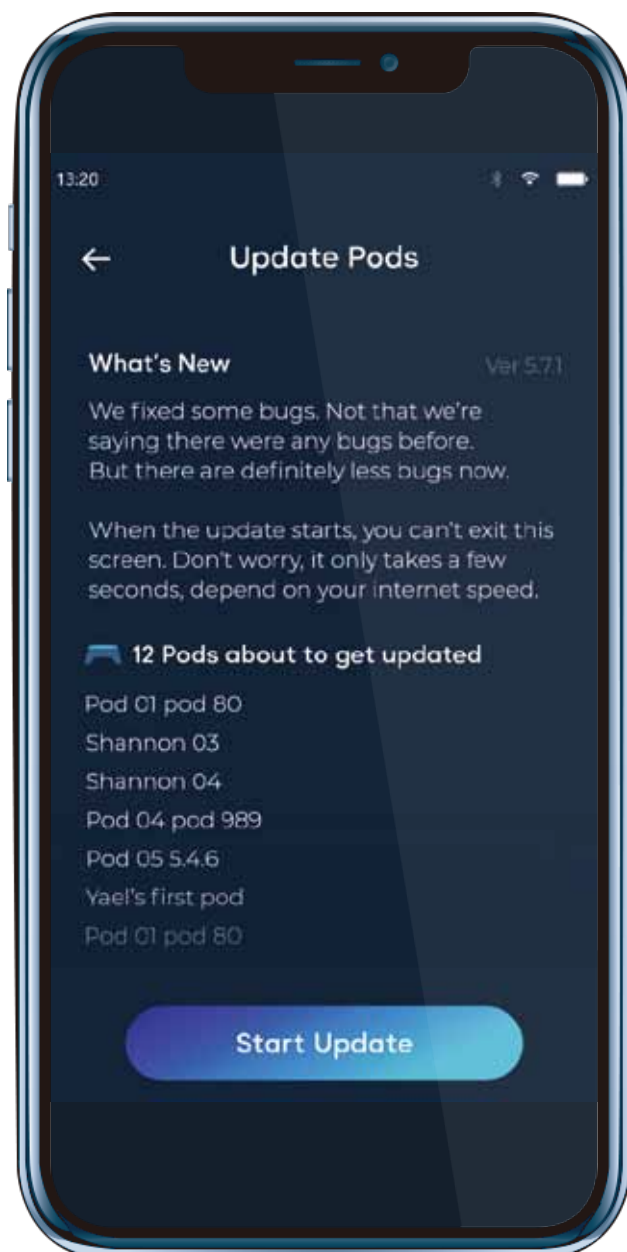 13:20
Update Pods
What's New
Ver 5.7.1
We fixed some bugs. Not that we're
saying there were any bugs before.
But there are definitely less bugs now.
When the update starts, you can't exit this
screen. Don't worry, it only takes a few
seconds, depend on your internet speed.
12 Pods about to get updated
Pod 01 pod 80
Shannon 03
Shannon 04
Pod 04 pod 989
Pod 05 5.4.6
Yael's first pod
Pod 01 pod 80
Start Update